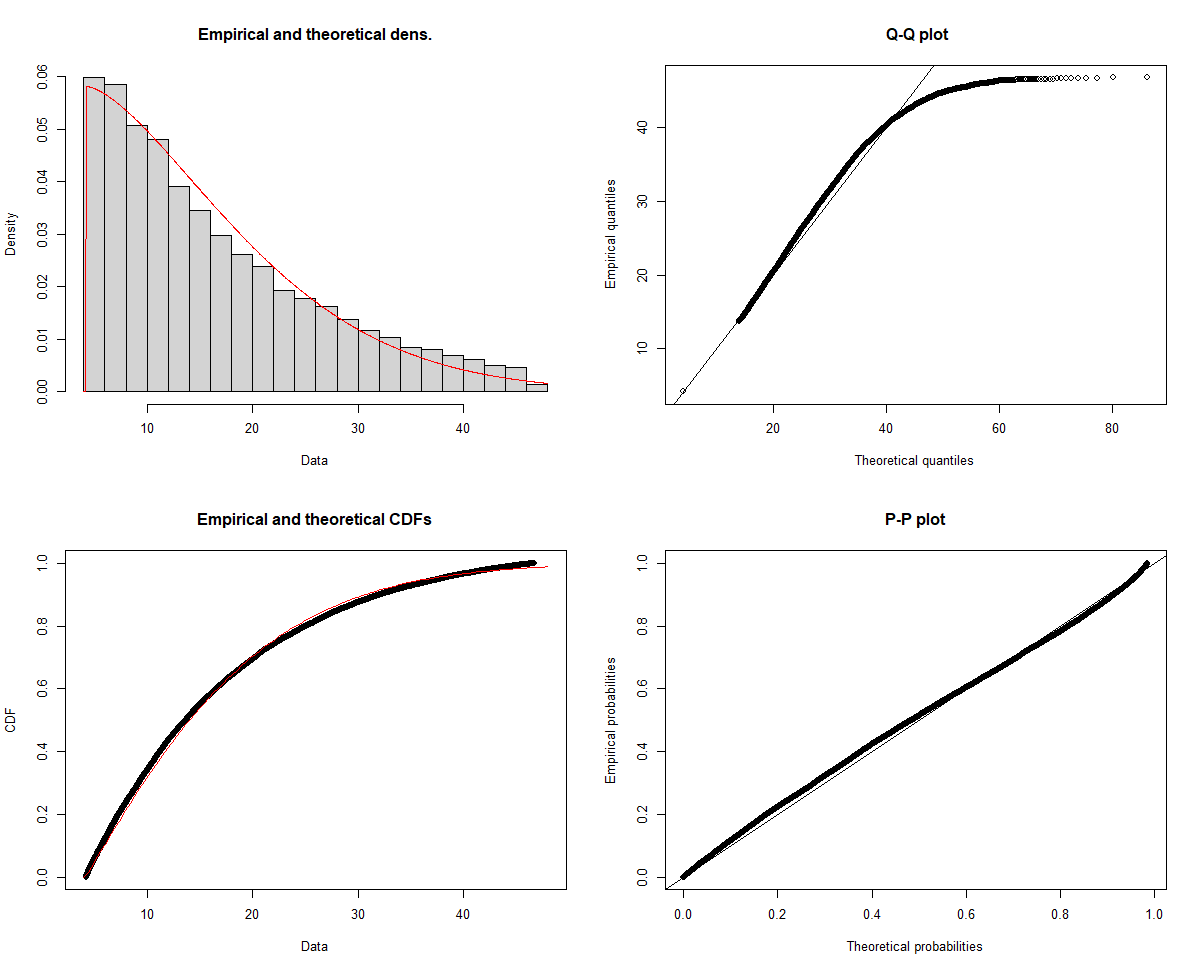 Empirical and theoretical dens.
Density
0.00 0.01 0.02 0.03 0.04 0.05 0.06
10 20 30 40
Data
Q-Q plot
Empirical quantiles
10 20 30 40
20 40 60 80
Theoretical quantiles
Empirical and theoretical CDFs
CDF
0.0 0.2 0.4 0.6 0.8 1.0
10 20 30 40
Data
P-P plot
Empirical probabilities
0.0 0.2 0.4 0.6 0.8 1.0
0.0 0.2 0.4 0.6 0.8 1.0
Theoretical probabilities